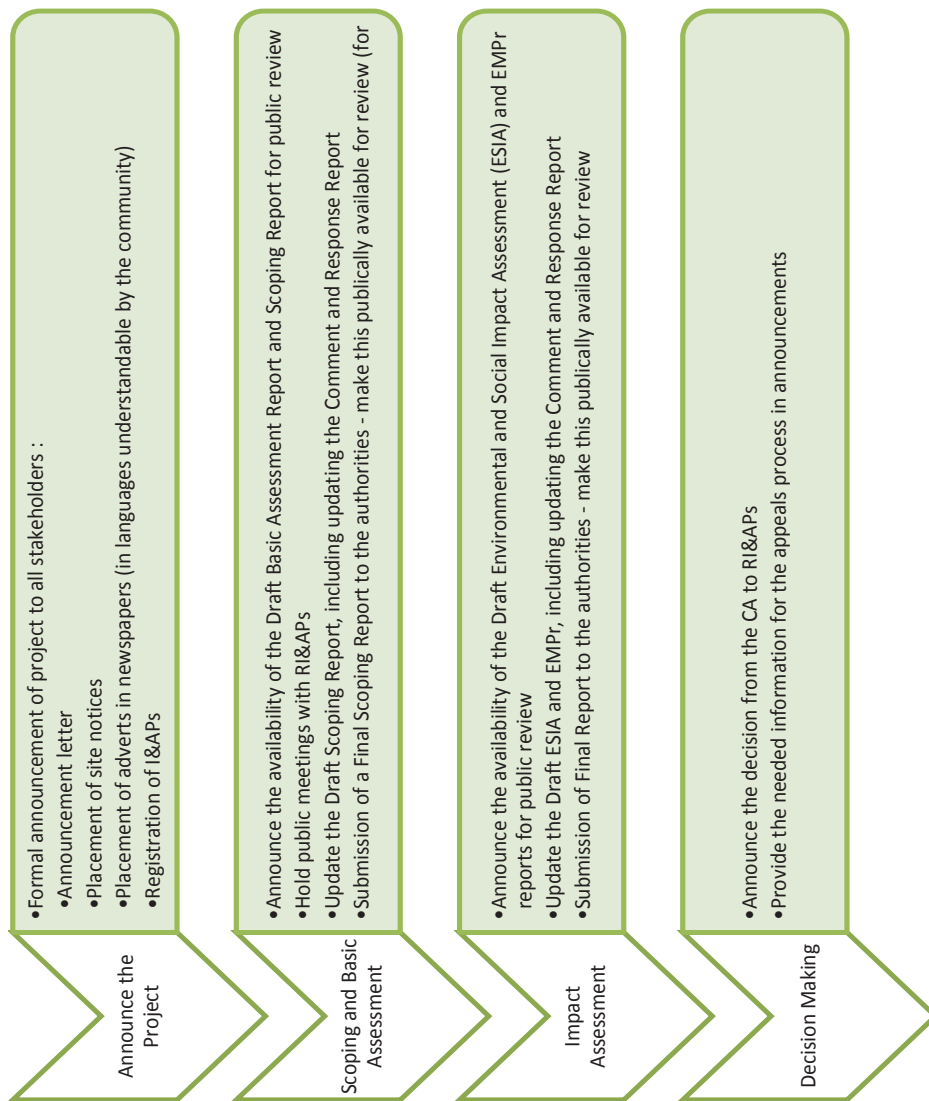 Announce the
Project
•Formal announcement of project to all stakeholders :
•Announcement letter
•Placement of site notices
•Placement of adverts in newspapers (in languages understandable by the community)
•Registration of I&APs
Scoping and Basic
Assessment
•Announce the availability of the Draft Basic Assessment Report and Scoping Report for public review
•Hold public meetings with RI&APs
•Update the Draft Scoping Report, including updating the Comment and Response Report
•Submission of a Final Scoping Report to the authorities - make this publically available for review (for
Impact
Assessment
•Announce the availability of the Draft Environmental and Social Impact Assessment (ESIA) and EMPr
reports for public review
•Update the Draft ESIA and EMPr, including updating the Comment and Response Report
•Submission of Final Report to the authorities - make this publically available for review
Decision Making
•Announce the decision from the CA to RI&APs
•Provide the needed information for the appeals process in announcements